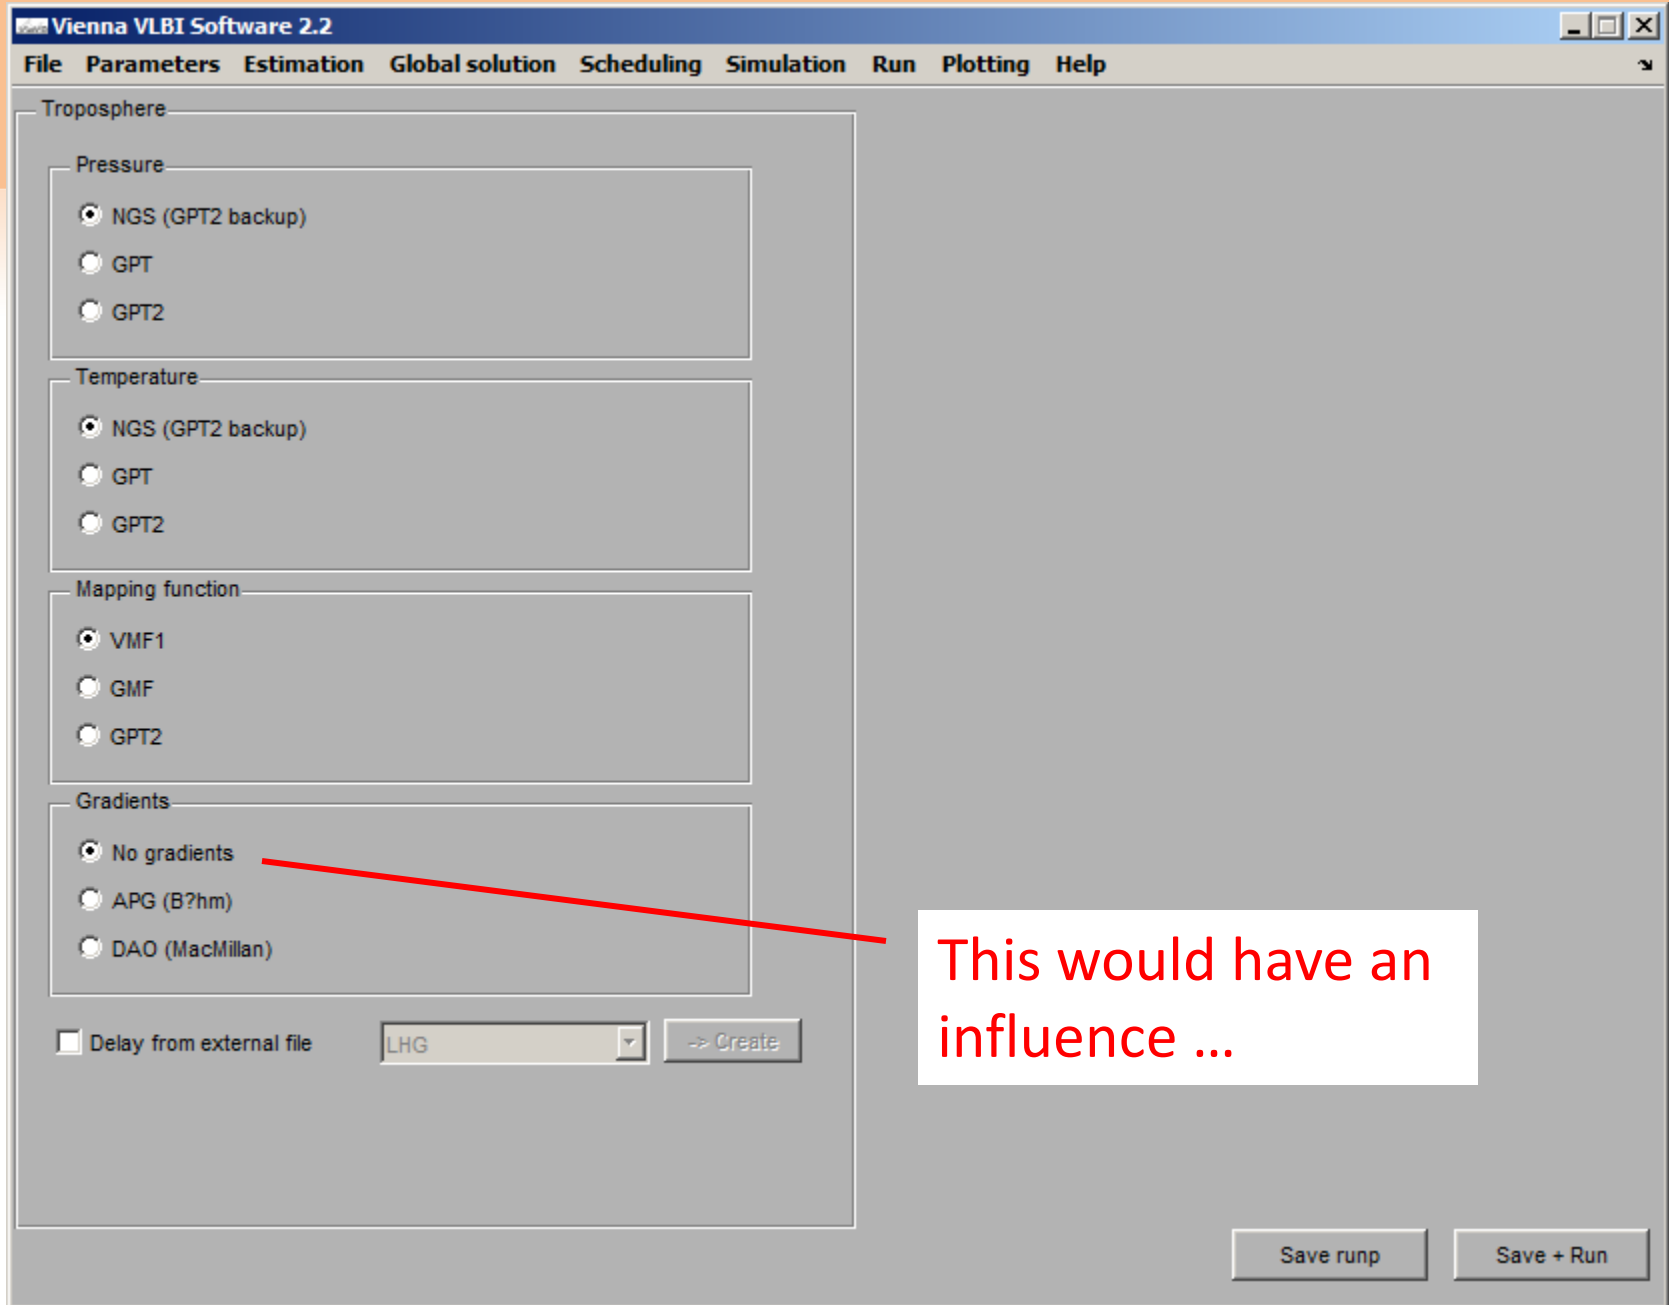 Vienna VLBI Software 2.2
File Parameters Estimation Global solution Scheduling Simulation Run Plotting Help
Troposphere
Pressure
NGS (GPT2 backup)
GPT
GPT2
Temperature
NGS (GPT2 backup)
GPT
GPT2
Mapping function
VMF1
GMF
GPT2
Gradients
No gradients
APG (B?hm)
DAO (MacMillan)
This would have an
influence ...
Delay from external file LHG -> Create
Save runp Save + Run